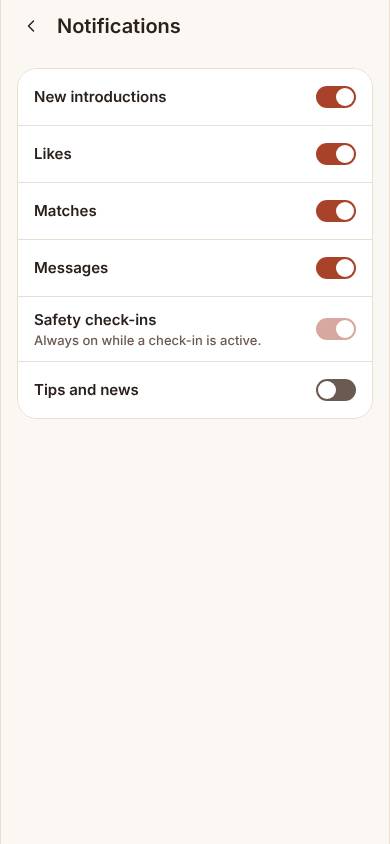 Notifications
New introductions
Likes
Matches
Messages
Safety check-ins
Always on while a check-in is active.
Tips and news